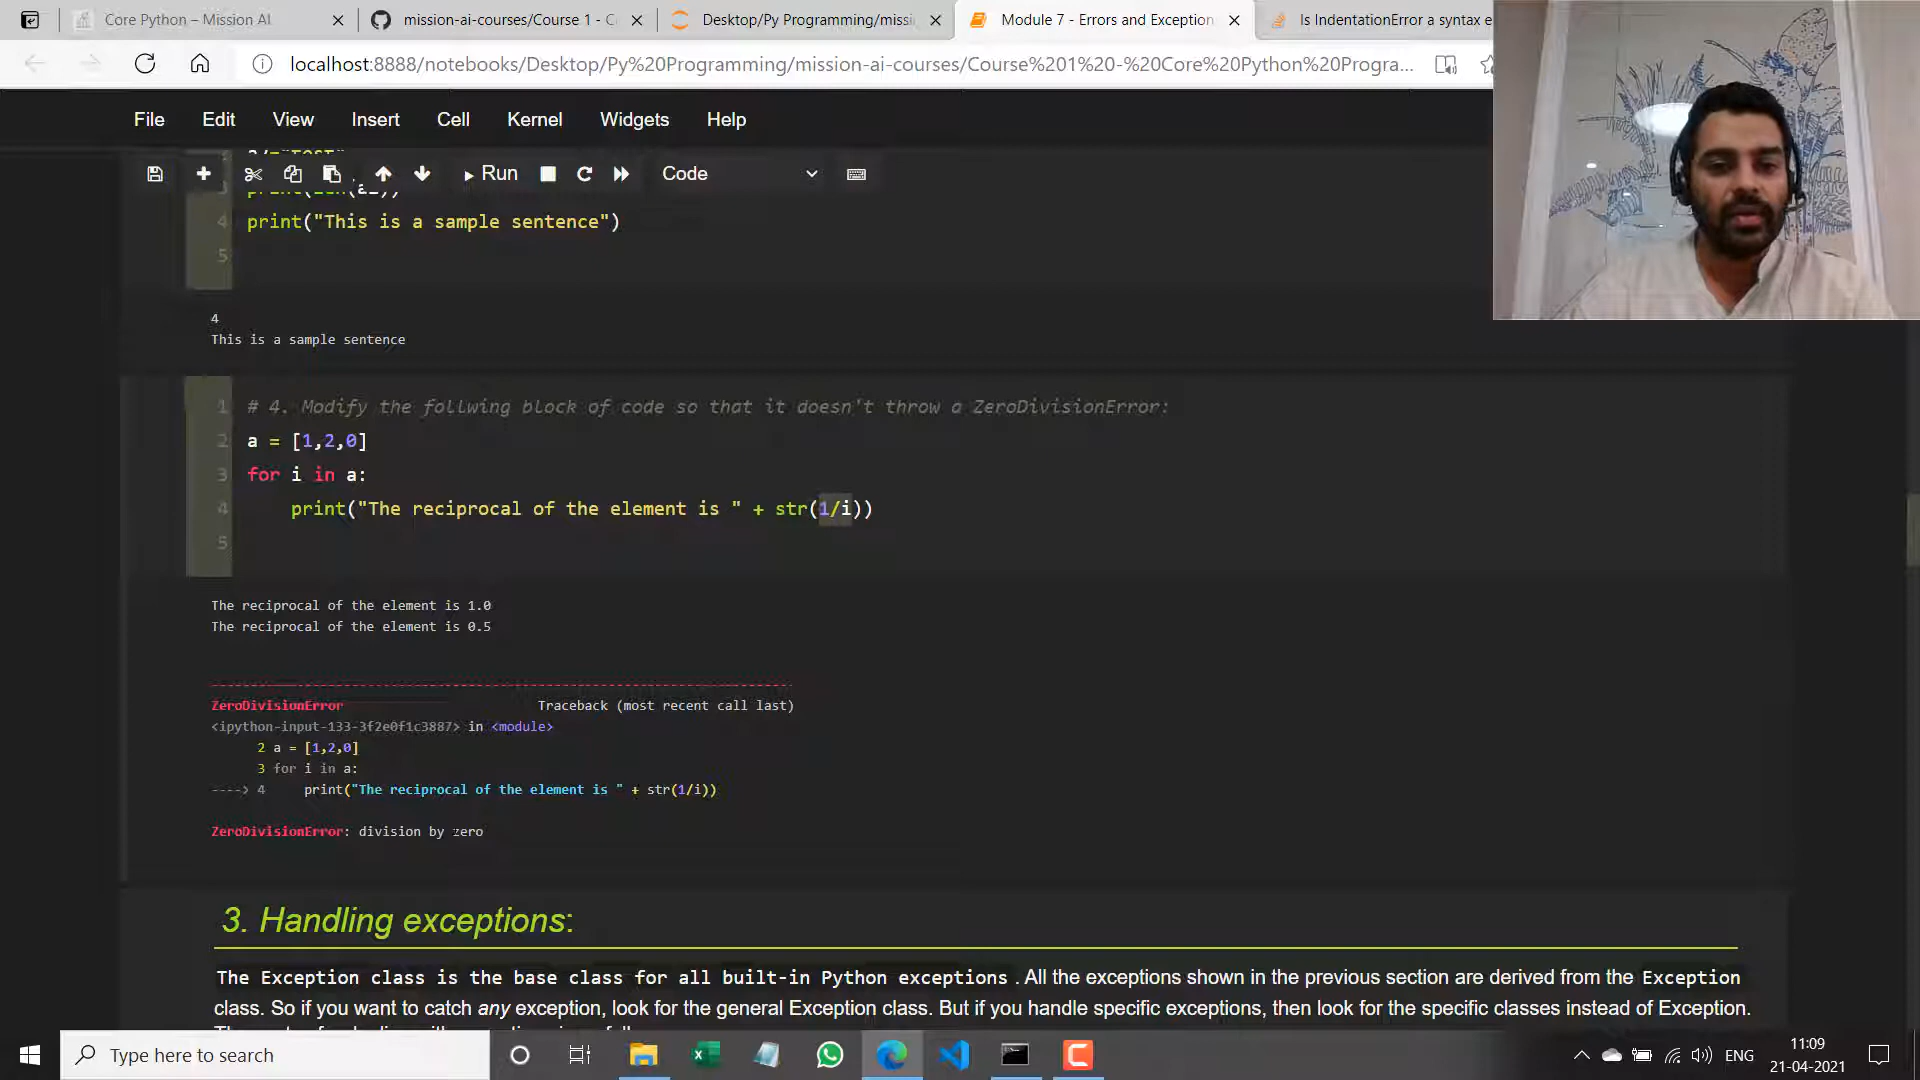 Core Python – Mission AI
mission-ai-courses/Course 1 - C
Desktop/Py Programming/missi
Module 7 - Errors and Exception
Is IndentationError a syntax e
localhost:8888/notebooks/Desktop/Py%20Programming/mission-ai-courses/Course%201%20-%20Core%20Python%20Progra...
File Edit View Insert Cell Kernel Widgets Help
Run Code
4 print("This is a sample sentence")
5
4
This is a sample sentence
1 # 4. Modify the follwing block of code so that it doesn't throw a ZeroDivisionError:
2 a = [1,2,0]
3 for i in a:
4 print("The reciprocal of the element is " + str(1/i))
5
The reciprocal of the element is 1.0
The reciprocal of the element is 0.5
ZeroDivisionError Traceback (most recent call last)
<ipython-input-133-3f2e0f1c3887> in <module>
2 a = [1,2,0]
3 for i in a:
----> 4 print("The reciprocal of the element is " + str(1/i))
ZeroDivisionError: division by zero
3. Handling exceptions:
The Exception class is the base class for all built-in Python exceptions . All the exceptions shown in the previous section are derived from the Exception
class. So if you want to catch any exception, look for the general Exception class. But if you handle specific exceptions, then look for the specific classes instead of Exception.
Type here to search
ENG
11:09
21-04-2021